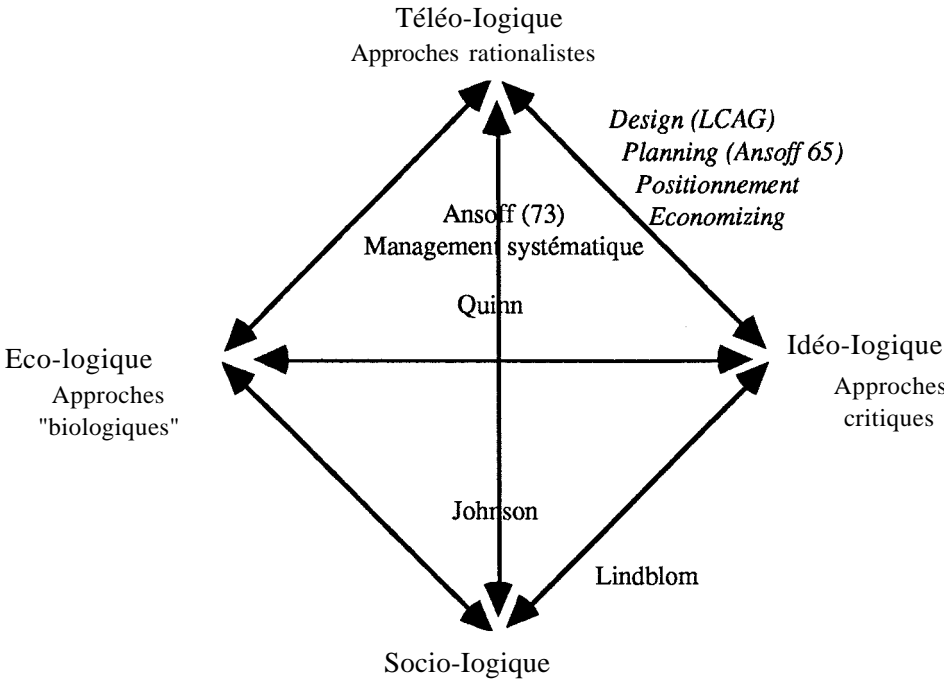 Téléo-logique
Approches rationalistes
Design (LCAG)
Planning (Ansoff 65)
Positionnement
Economizing
Ansoff (73)
Management systématique
Quinn
Eco-logique
Approches
"biologiques"
Idéo-logique
Approches
critiques
Johnson
Lindblom
Socio-logique